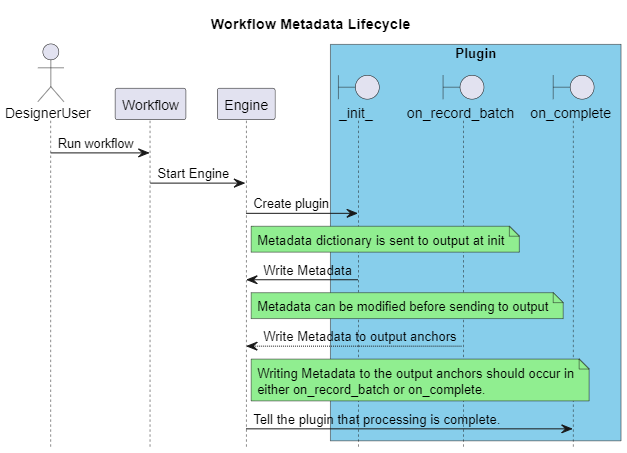 Workflow Metadata Lifecycle
Plugin
DesignerUser
Workflow
Engine
_init_
on_record_batch
on_complete
Run workflow
Start Engine
Create plugin
Metadata dictionary is sent to output at init
Write Metadata
Metadata can be modified before sending to output
Write Metadata to output anchors
Writing Metadata to the output anchors should occur in
either on_record_batch or on_complete.
Tell the plugin that processing is complete.